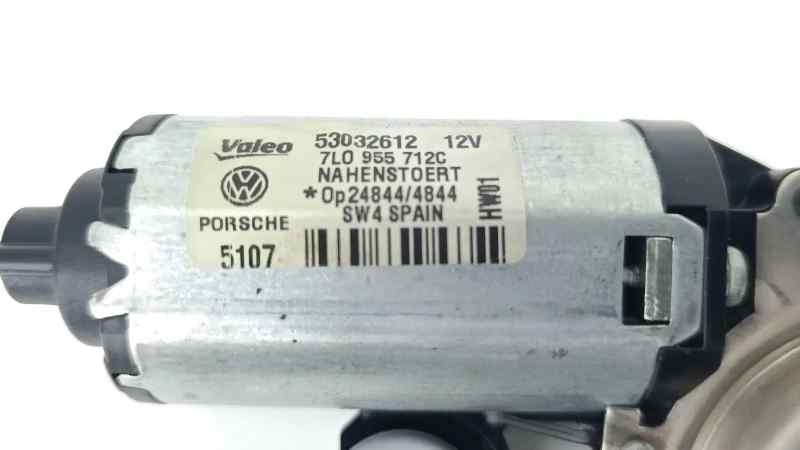 Valeo 53032612 12V
7L0 955 712C
NAHENSTOERT
*Op24844/4844
SW4 SPAIN
HW01
PORSCHE
5107